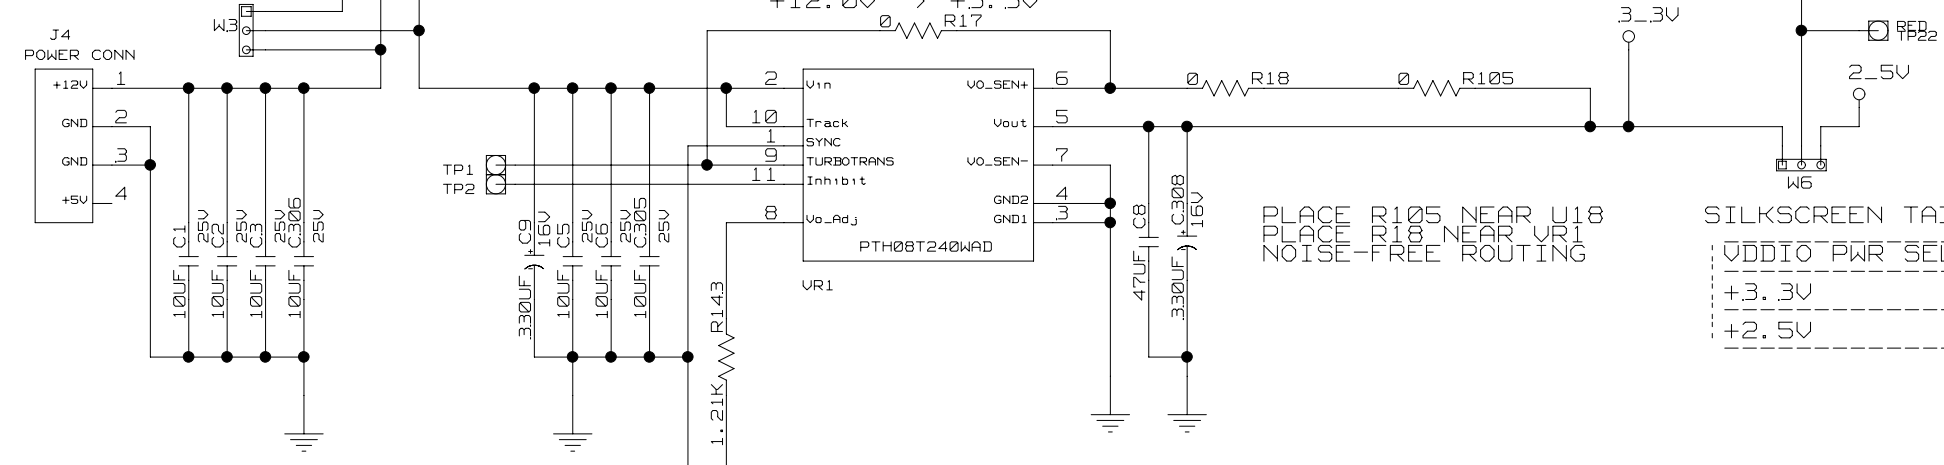 +12.0V -> +3.3V
W3
J4
POWER CONN
+12V 1
GND 2
GND 3
+5V 4
10UF C1 25V
10UF C2 25V
10UF C3 25V
10UF C306 25V
0 R17
TP1
TP2
330UF C9 16V
10UF C5 25V
10UF C6 25V
10UF C305 25V
R143
1.21K
2 Vin
10 Track
1 SYNC
9 TURBOTRANS
11 Inhibit
8 Vo_Adj
VO_SEN+ 6
Vout 5
VO_SEN- 7
GND2 4
GND1 3
PTH08T240WAD
VR1
0 R18
0 R105
47UF C8
330UF C308 16V
PLACE R105 NEAR U18
PLACE R18 NEAR VR1
NOISE-FREE ROUTING
3_3V
RED
TP22
2_5V
W6
SILKSCREEN TA
VDDIO PWR SEL
+3.3V
+2.5V